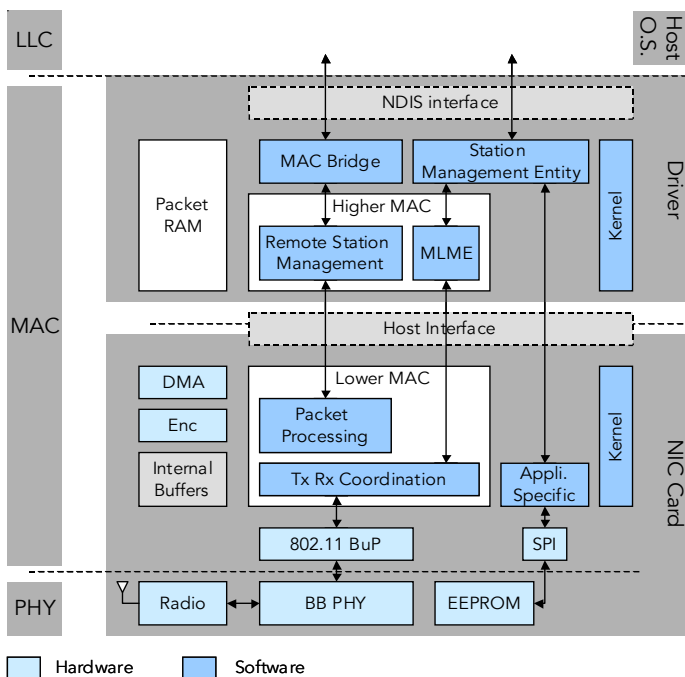 LLC
Host
O.S.
NDIS interface
MAC Bridge
Station
Management Entity
Packet
RAM
Higher MAC
Remote Station
Management
MLME
Kernel
Driver
MAC
Host Interface
DMA
Enc
Internal
Buffers
Lower MAC
Packet
Processing
Tx Rx Coordination
Appli.
Specific
Kernel
NIC Card
802.11 BuP
SPI
PHY
Radio
BB PHY
EEPROM
Hardware
Software